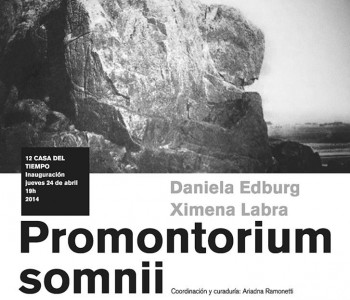 12 CASA DEL
TIEMPO
Inauguración
jueves 24 de abril
19h
2014
Daniela Edburg
Ximena Labra
Promontorium
somnii
Coordinación y curaduría: Ariadna Ramonetti